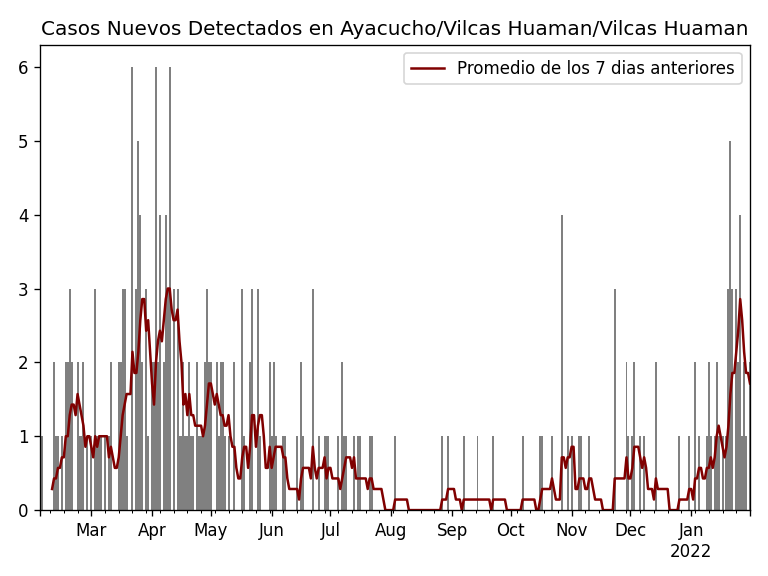 Casos Nuevos Detectados en Ayacucho/Vilcas Huaman/Vilcas Huaman
Promedio de los 7 dias anteriores
6
5
4
3
2
1
0
Mar Apr May Jun Jul Aug Sep Oct Nov Dec Jan
2022